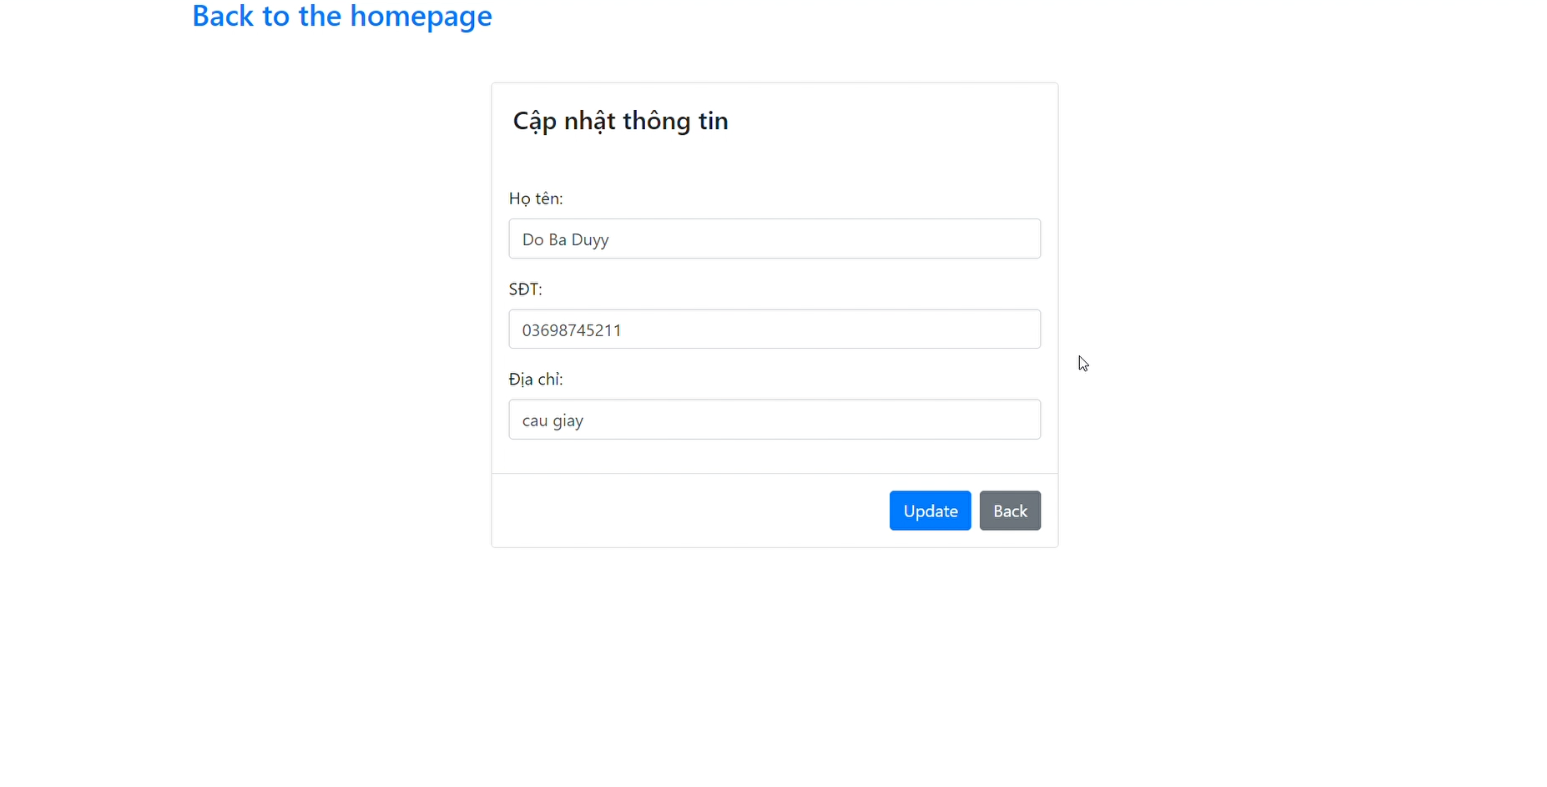 Back to the homepage
Cập nhật thông tin
Họ tên:
Do Ba Duyy
SĐT:
03698745211
Địa chỉ:
cau giay
Update Back